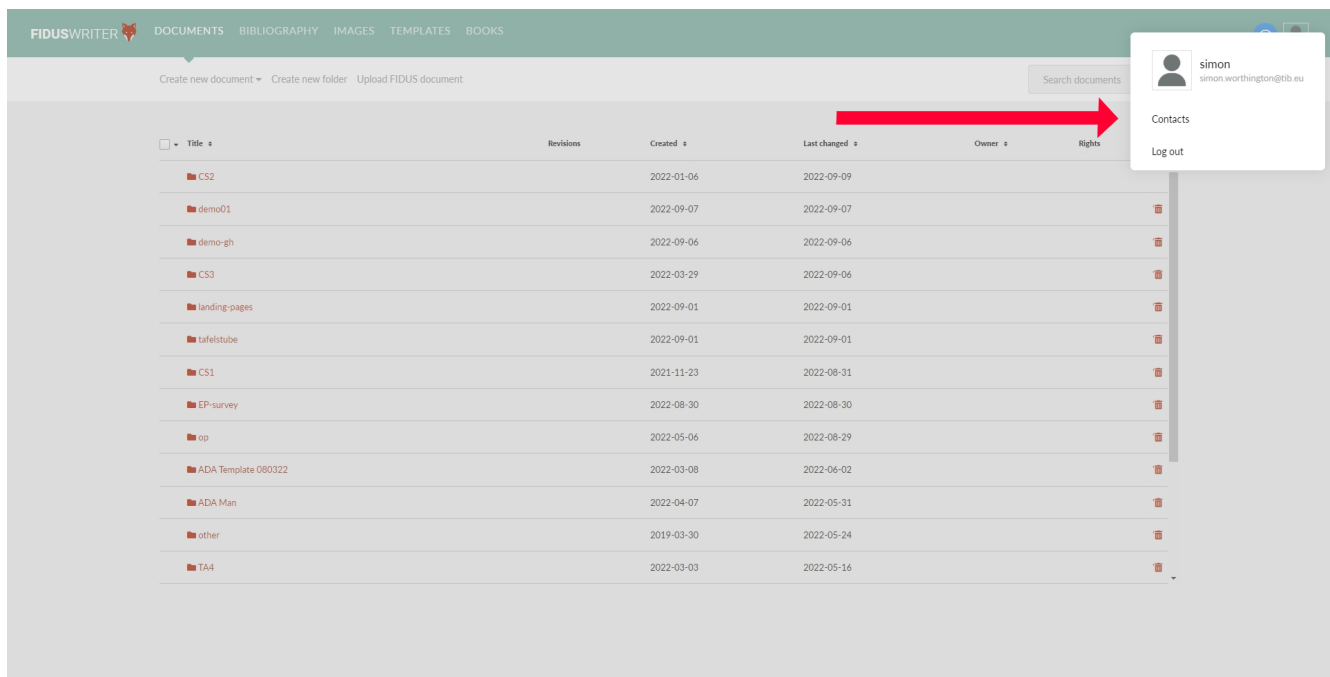 FIDUSWRITER DOCUMENTS BIBLIOGRAPHY IMAGES TEMPLATES BOOKS
simon
simon.worthington@tib.eu
Create new document Create new folder Upload FIDUS document Search documents
Contacts
Title Revisions Created Last changed Owner Rights
Log out
CS2 2022-01-06 2022-09-09
demo01 2022-09-07 2022-09-07
demo-gh 2022-09-06 2022-09-06
CS3 2022-03-29 2022-09-06
landing-pages 2022-09-01 2022-09-01
tafelstube 2022-09-01 2022-09-01
CS1 2021-11-23 2022-08-31
EP-survey 2022-08-30 2022-08-30
op 2022-05-06 2022-08-29
ADA Template 080322 2022-03-08 2022-06-02
ADA Man 2022-04-07 2022-05-31
other 2019-03-30 2022-05-24
TA4 2022-03-03 2022-05-16